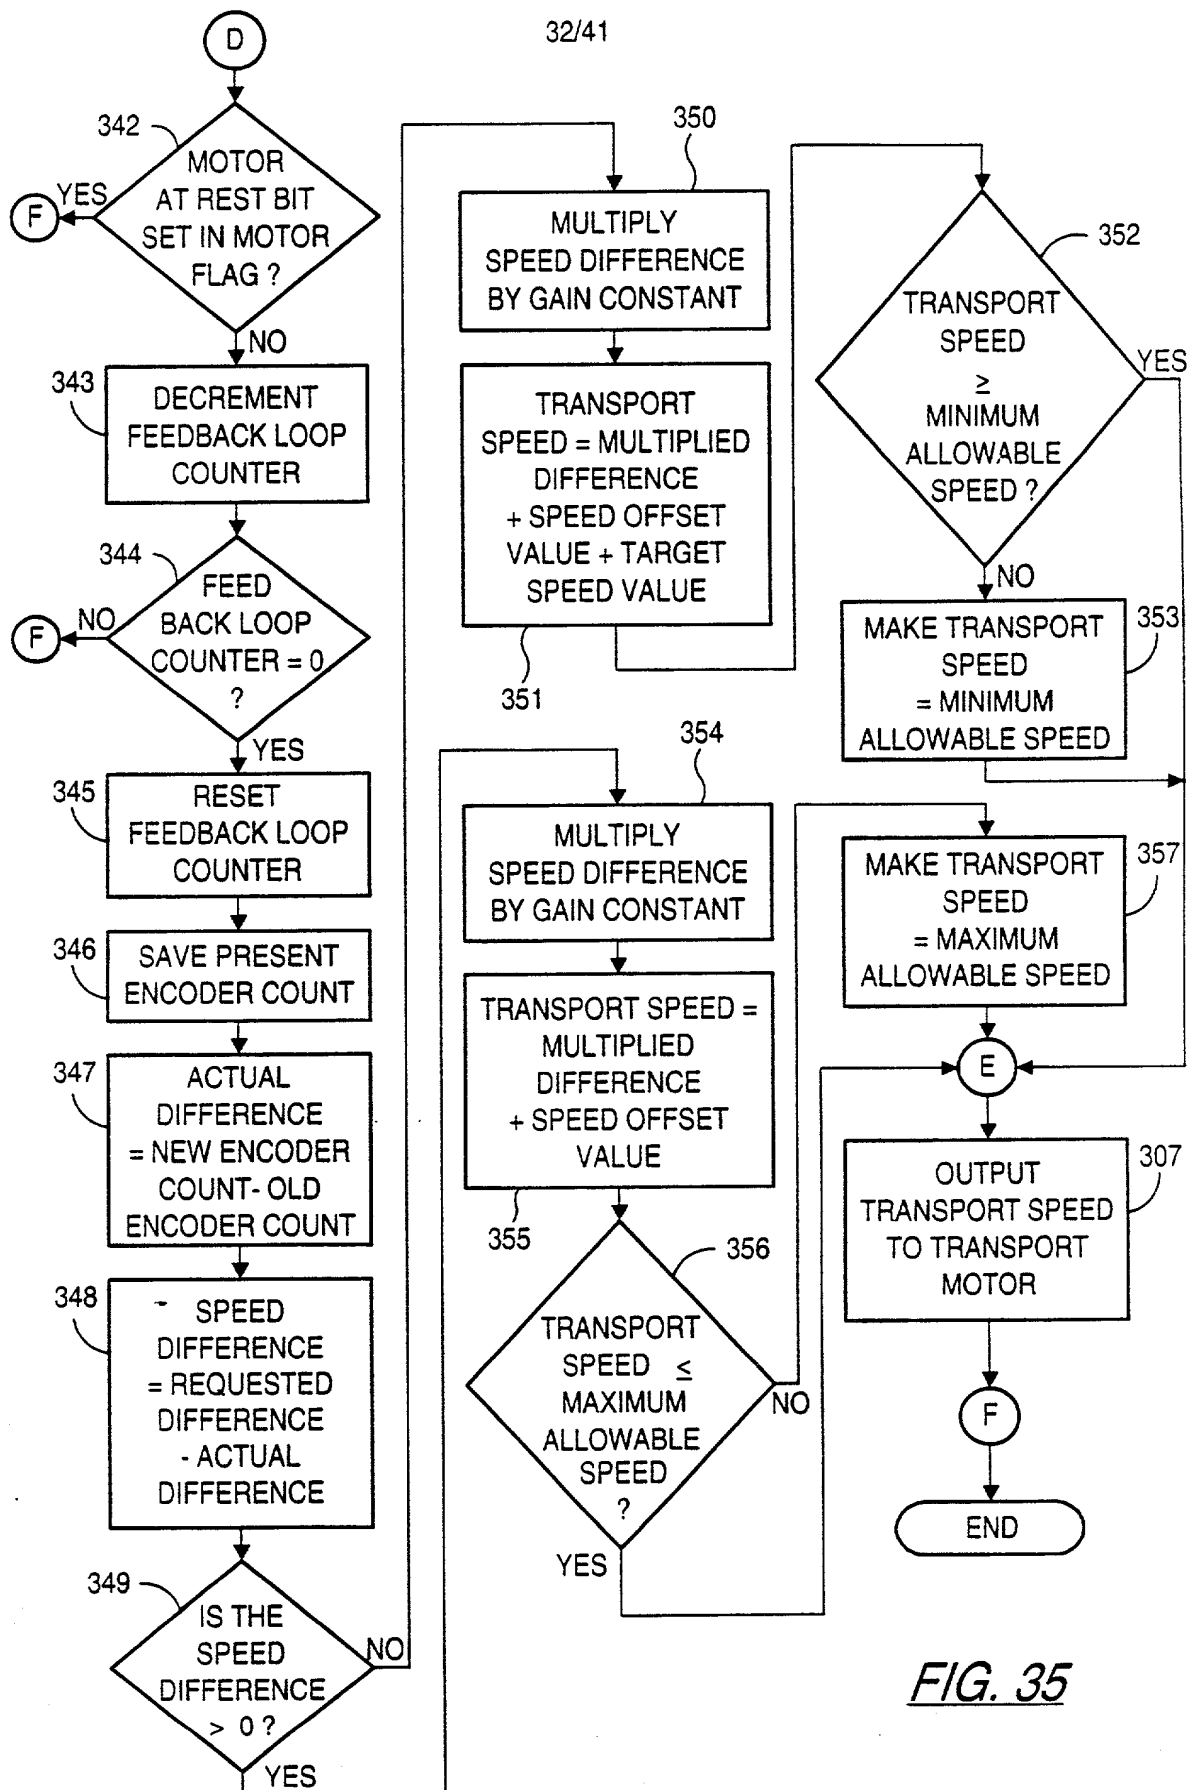 32/41
D
342
MOTOR
AT REST BIT
SET IN MOTOR
FLAG ?
YES
F
NO
343
DECREMENT
FEEDBACK LOOP
COUNTER
344
FEED
BACK LOOP
COUNTER = 0
?
NO
F
YES
345
RESET
FEEDBACK LOOP
COUNTER
346
SAVE PRESENT
ENCODER COUNT
347
ACTUAL
DIFFERENCE
= NEW ENCODER
COUNT- OLD
ENCODER COUNT
348
SPEED
DIFFERENCE
= REQUESTED
DIFFERENCE
- ACTUAL
DIFFERENCE
349
IS THE
SPEED
DIFFERENCE
> 0 ?
NO
YES
350
MULTIPLY
SPEED DIFFERENCE
BY GAIN CONSTANT
TRANSPORT
SPEED = MULTIPLIED
DIFFERENCE
+ SPEED OFFSET
VALUE + TARGET
SPEED VALUE
351
352
TRANSPORT
SPEED
≥
MINIMUM
ALLOWABLE
SPEED ?
YES
NO
353
MAKE TRANSPORT
SPEED
= MINIMUM
ALLOWABLE SPEED
354
MULTIPLY
SPEED DIFFERENCE
BY GAIN CONSTANT
TRANSPORT SPEED =
MULTIPLIED
DIFFERENCE
+ SPEED OFFSET
VALUE
355
356
TRANSPORT
SPEED ≤
MAXIMUM
ALLOWABLE
SPEED
?
NO
YES
357
MAKE TRANSPORT
SPEED
= MAXIMUM
ALLOWABLE SPEED
E
307
OUTPUT
TRANSPORT SPEED
TO TRANSPORT
MOTOR
F
END
FIG. 35